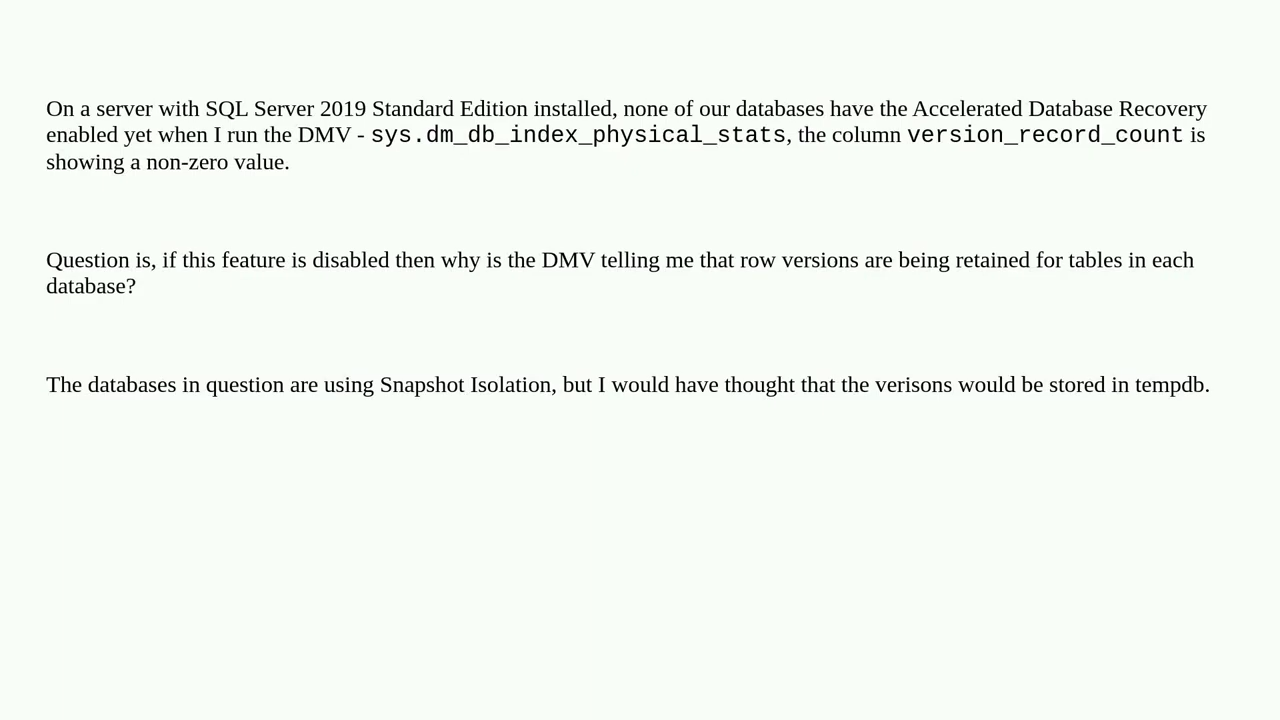 On a server with SQL Server 2019 Standard Edition installed, none of our databases have the Accelerated Database Recovery
enabled yet when I run the DMV - sys.dm_db_index_physical_stats, the column version_record_count is
showing a non-zero value.
Question is, if this feature is disabled then why is the DMV telling me that row versions are being retained for tables in each
database?
The databases in question are using Snapshot Isolation, but I would have thought that the verisons would be stored in tempdb.